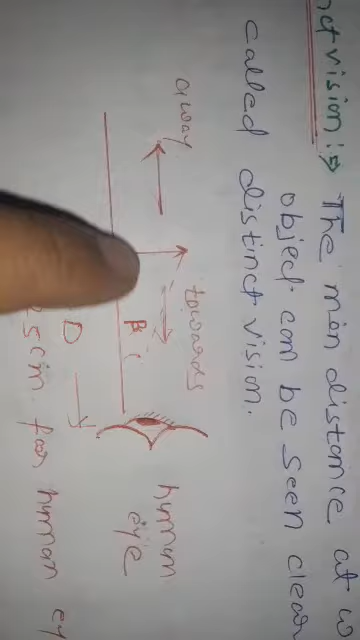 vision :⇒ The min distance at
object can be seen clear
called distinct vision.
away
towards
human
eye
D
5cm. for human ey